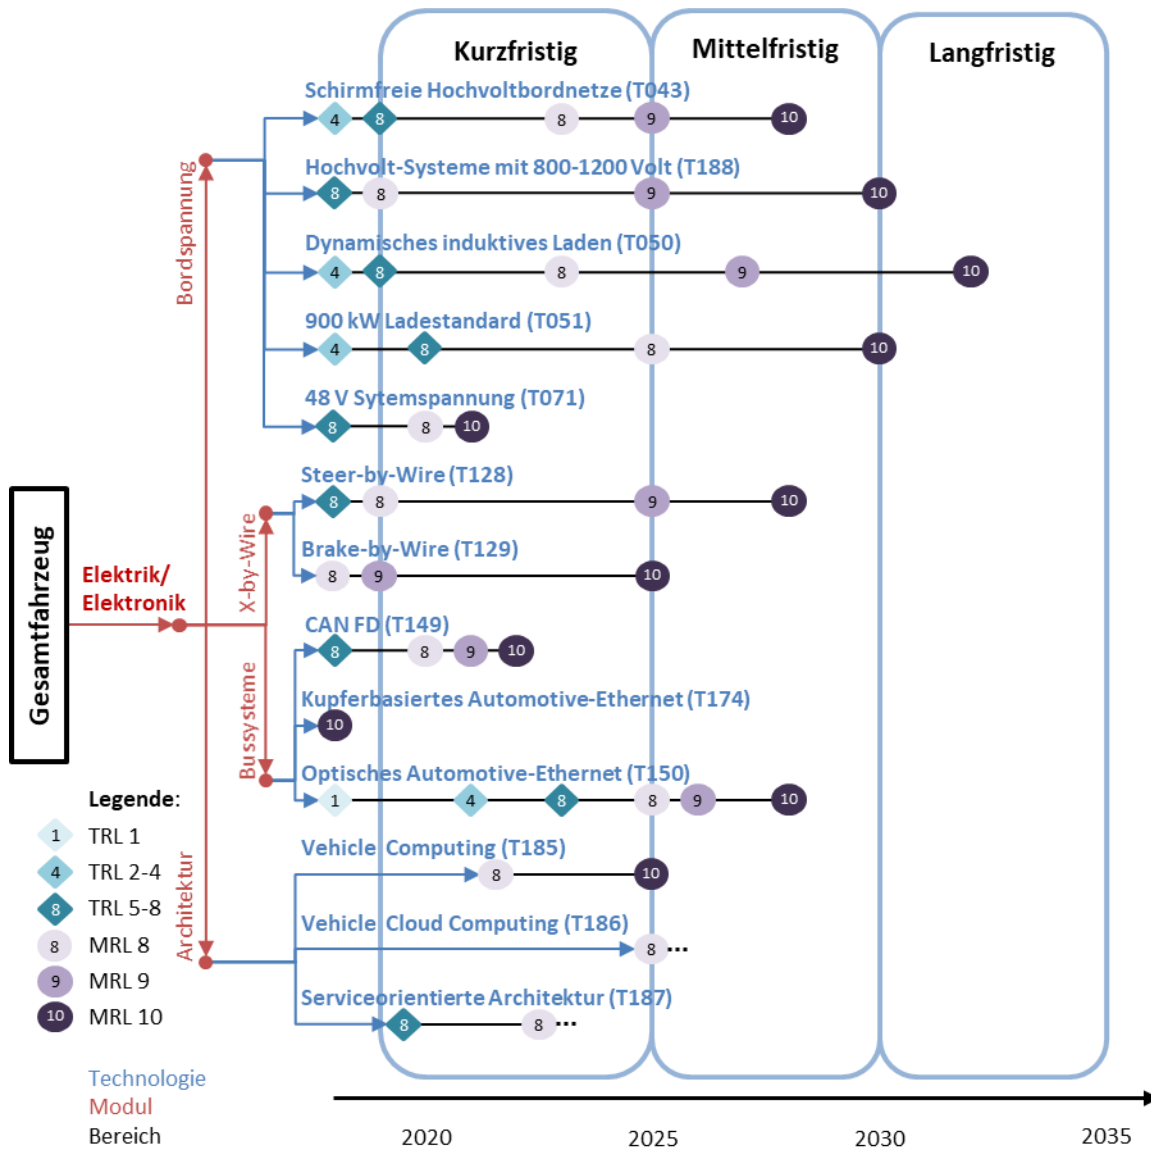 Kurzfristig
Mittelfristig
Langfristig
Schirmfreie Hochvoltbordnetze (T043)
4 8 8 9 10
Hochvolt-Systeme mit 800-1200 Volt (T188)
8 8 9 10
Dynamisches induktives Laden (T050)
4 8 8 9 10
900 kW Ladestandard (T051)
4 8 8 10
48 V Sytemspannung (T071)
8 8 10
Steer-by-Wire (T128)
8 8 9 10
Brake-by-Wire (T129)
8 9 10
CAN FD (T149)
8 8 9 10
Kupferbasiertes Automotive-Ethernet (T174)
10
Optisches Automotive-Ethernet (T150)
1 4 8 8 9 10
Vehicle Computing (T185)
8 10
Vehicle Cloud Computing (T186)
8 ...
Serviceorientierte Architektur (T187)
8 8 ...
Bordspannung
X-by-Wire
Bussysteme
Architektur
Gesamtfahrzeug
Elektrik/
Elektronik
Legende:
1 TRL 1
4 TRL 2-4
8 TRL 5-8
8 MRL 8
9 MRL 9
10 MRL 10
Technologie
Modul
Bereich
2020 2025 2030 2035